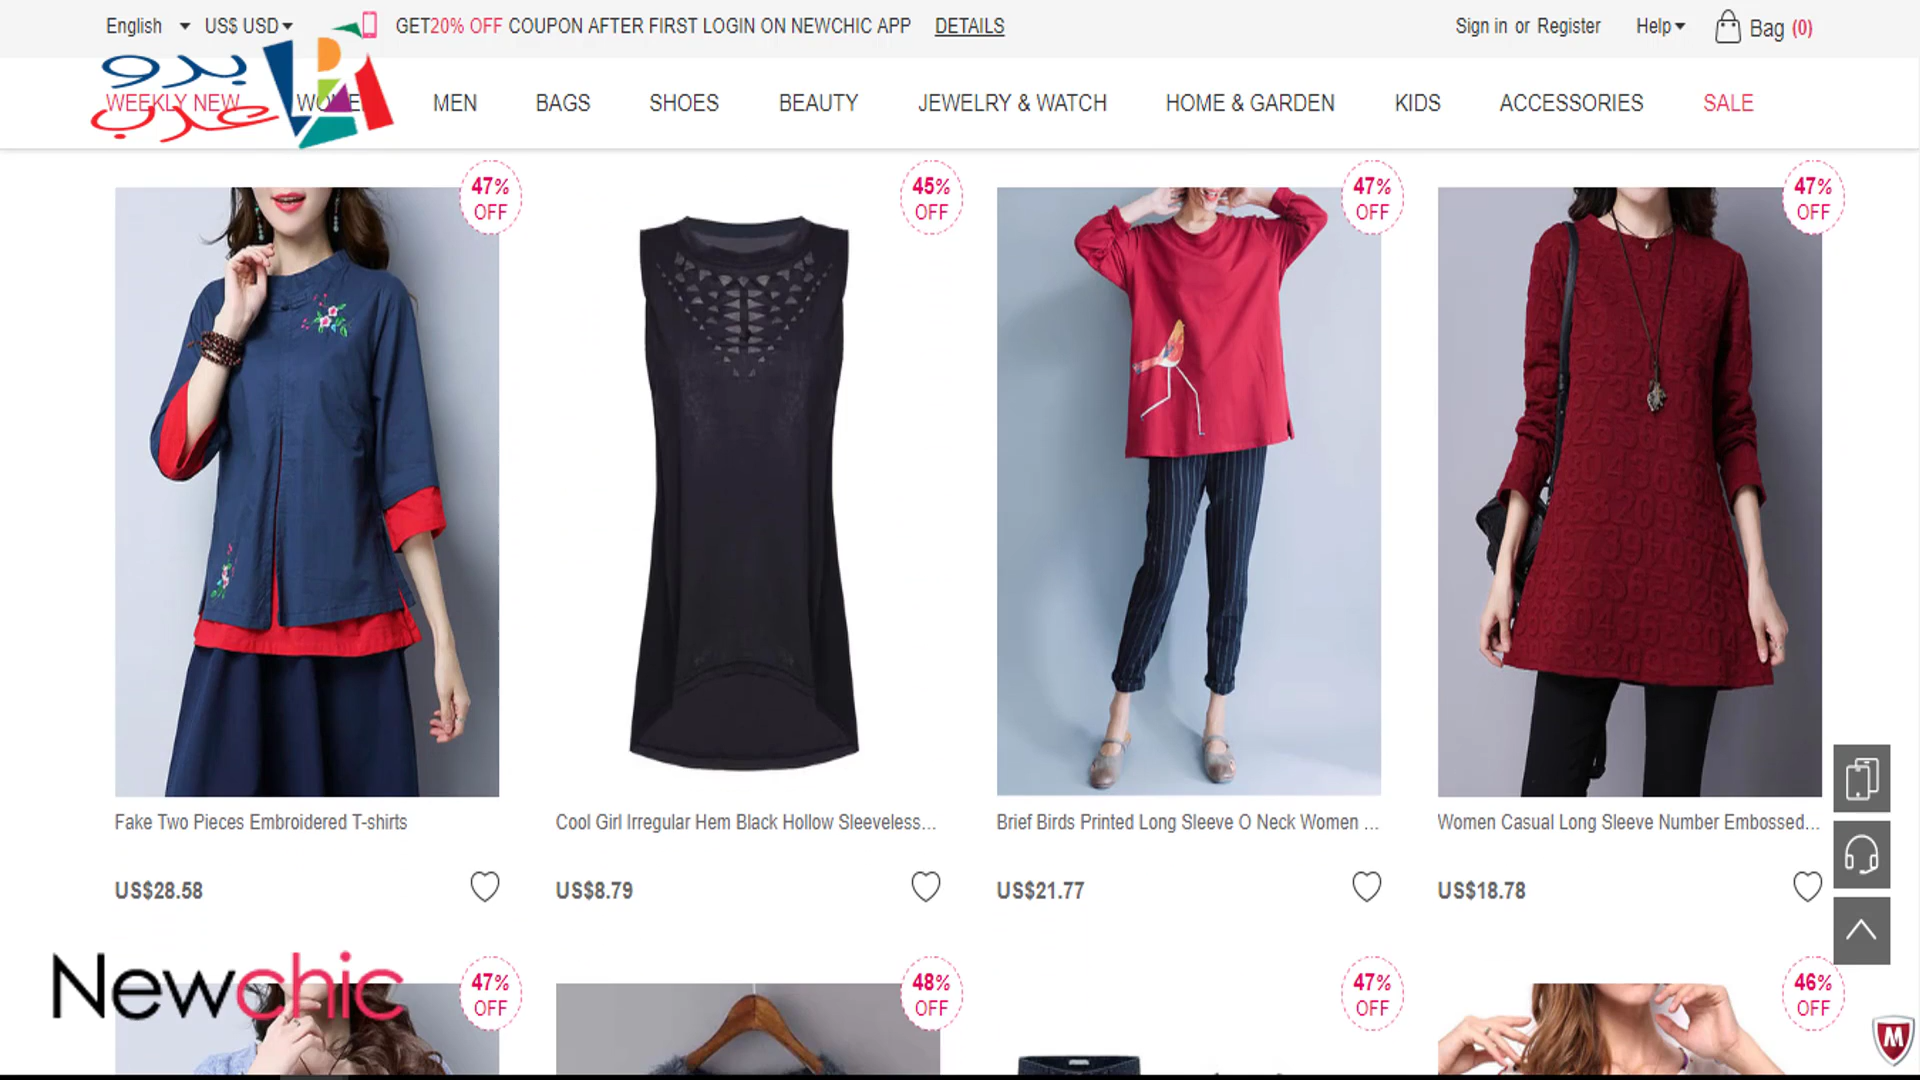 English US$ USD GET20% OFF COUPON AFTER FIRST LOGIN ON NEWCHIC APP DETAILS Sign in or Register Help Bag (0)
بدو
عرب
WEEKLY NEW MEN BAGS SHOES BEAUTY JEWELRY & WATCH HOME & GARDEN KIDS ACCESSORIES SALE
47% OFF
45% OFF
47% OFF
47% OFF
Fake Two Pieces Embroidered T-shirts
US$28.58
Cool Girl Irregular Hem Black Hollow Sleeveless...
US$8.79
Brief Birds Printed Long Sleeve O Neck Women ...
US$21.77
Women Casual Long Sleeve Number Embossed...
US$18.78
Newchic
47% OFF
48% OFF
47% OFF
46% OFF